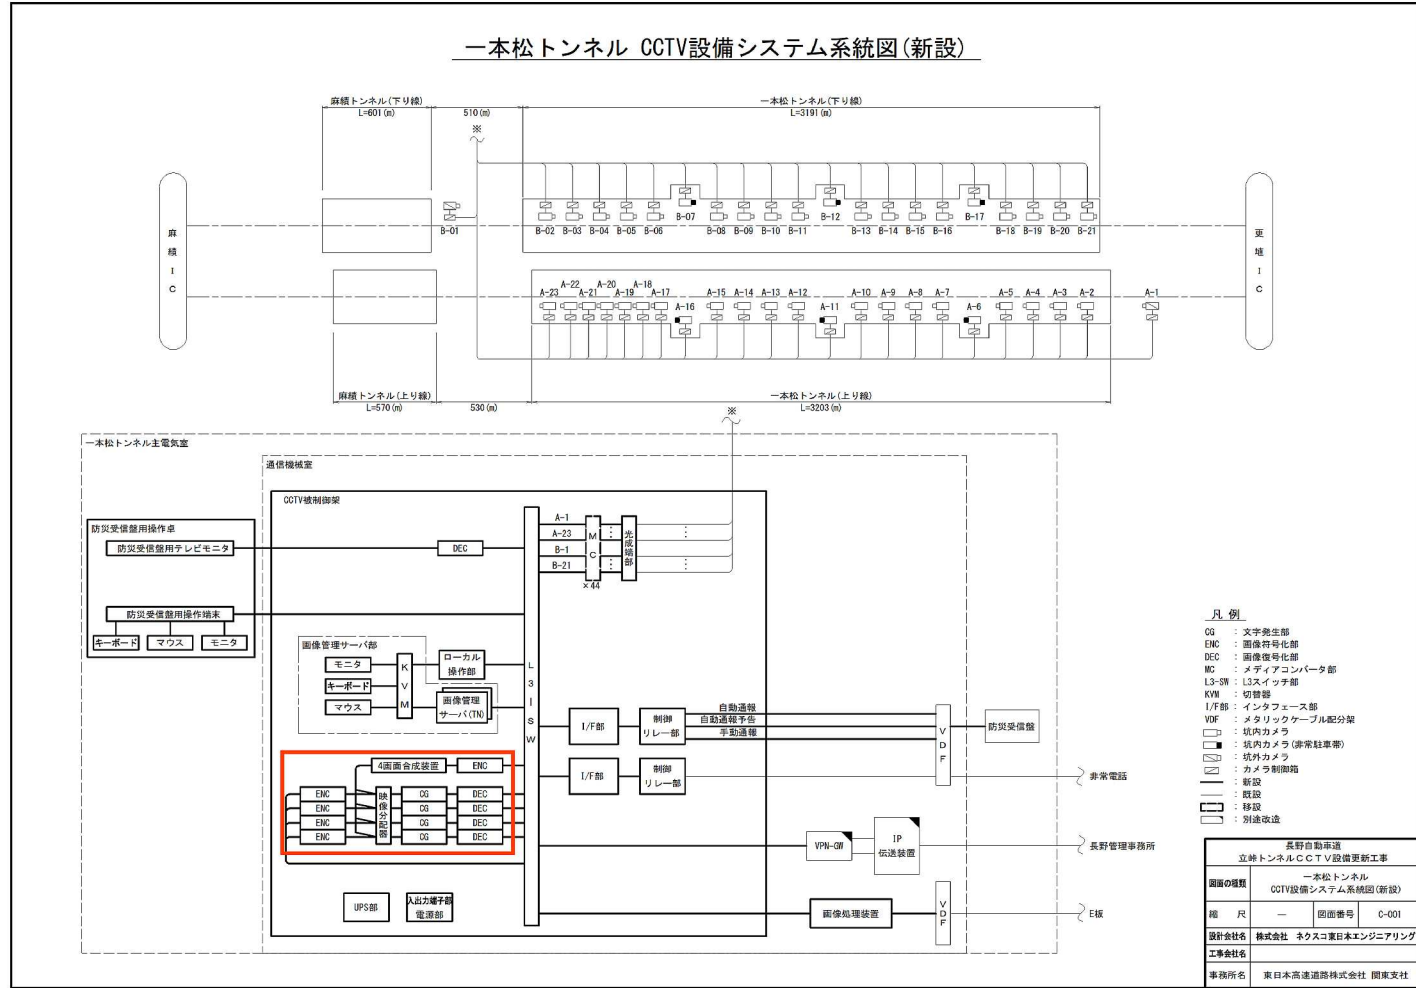 一本松トンネル CCTV設備システム系統図(新設)
麻績トンネル(下り線)
L=601(m)
510(m)
一本松トンネル(下り線)
L=3191(m)
※
B-01
B-02
B-03
B-04
B-05
B-06
B-07
B-08
B-09
B-10
B-11
B-12
B-13
B-14
B-15
B-16
B-17
B-18
B-19
B-20
B-21
麻績IC
更埴IC
A-23
A-22
A-21
A-20
A-19
A-18
A-17
A-16
A-15
A-14
A-13
A-12
A-11
A-10
A-9
A-8
A-7
A-6
A-5
A-4
A-3
A-2
A-1
麻績トンネル(上り線)
L=570(m)
530(m)
一本松トンネル(上り線)
L=3203(m)
※
一本松トンネル主電気室
通信機械室
CCTV被制御架
防災受信盤用操作卓
防災受信盤用テレビモニタ
防災受信盤用操作端末
キーボード
マウス
モニタ
DEC
A-1
A-23
B-1
B-21
MC
×44
光成端部
画像管理サーバ部
モニタ
キーボード
マウス
KVM
ローカル
操作部
画像管理
サーバ(TN)
L3ーSW
I/F部
制御
リレー部
自動通報
自動通報予告
手動通報
VDF
防災受信盤
I/F部
制御
リレー部
非常電話
4画面合成装置
ENC
ENC
ENC
ENC
ENC
映像分配器
CG
CG
CG
CG
DEC
DEC
DEC
DEC
VPN-GW
IP
伝送装置
長野管理事務所
UPS部
入出力端子部
電源部
画像処理装置
VDF
E板
凡 例
CG : 文字発生部
ENC : 画像符号化部
DEC : 画像復号化部
MC : メディアコンバータ部
L3-SW : L3スイッチ部
KVM : 切替器
I/F部 : インタフェース部
VDF : メタリックケーブル配分架
: 坑内カメラ
: 坑内カメラ(非常駐車帯)
: 坑外カメラ
: カメラ制御箱
: 新設
: 既設
: 移設
: 別途改造
長野自動車道
立峠トンネルCCTV設備更新工事
図面の種類
一本松トンネル
CCTV設備システム系統図(新設)
縮 尺
―
図面番号
C-001
設計会社名
株式会社 ネクスコ東日本エンジニアリング
工事会社名
事務所名
東日本高速道路株式会社 関東支社